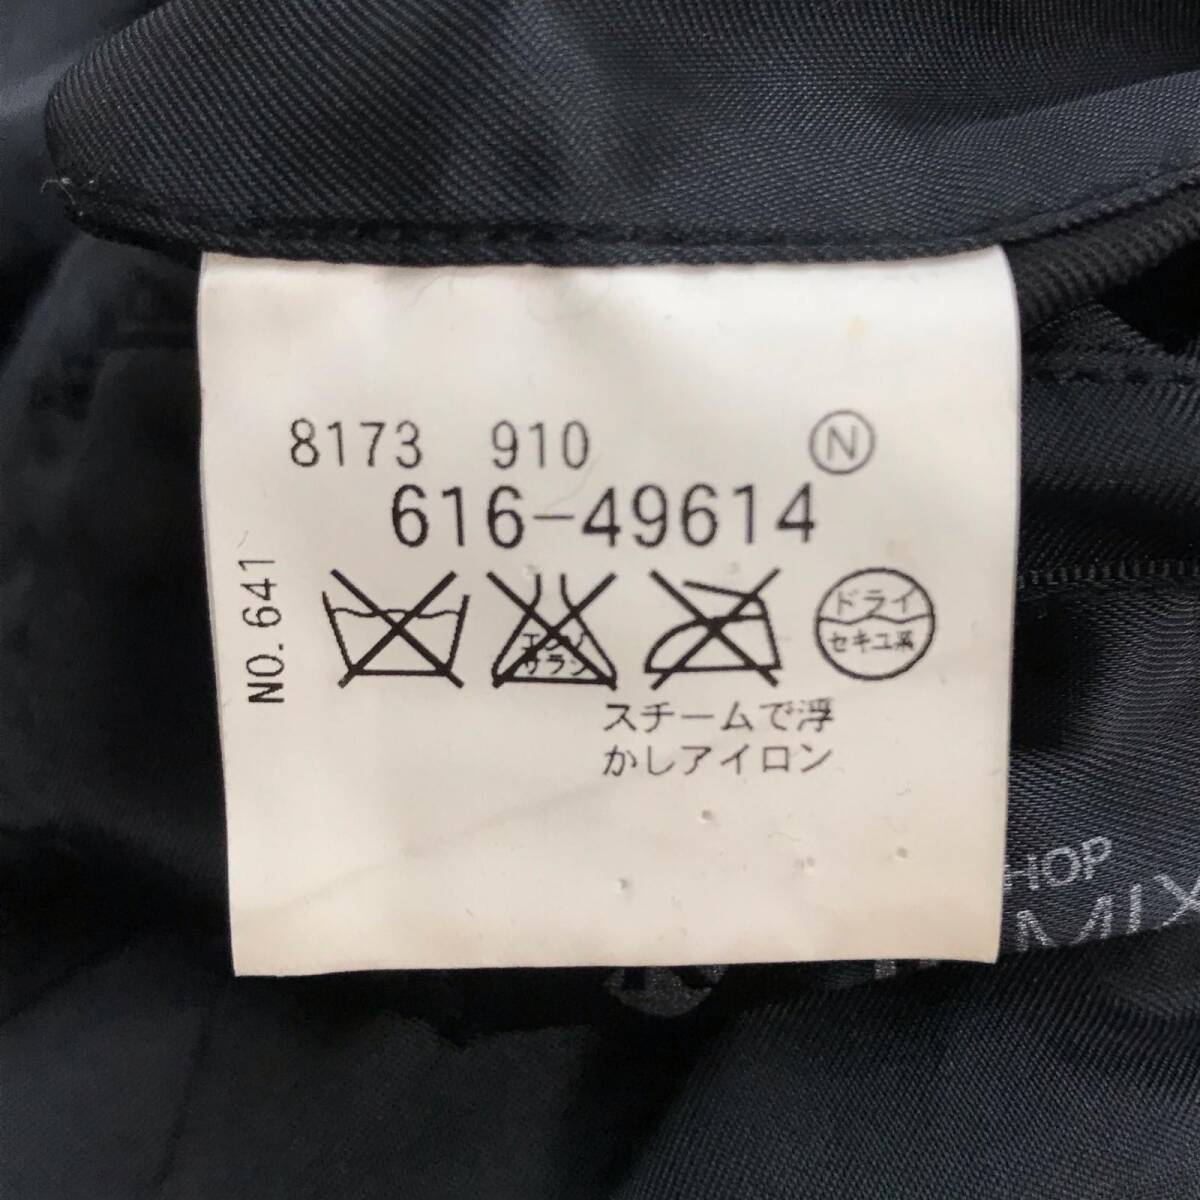 8173 910 N
616-49614
NO.641
エンソ
サラシ
ドライ
セキユ系
スチームで浮
かしアイロン
HOP
MIX